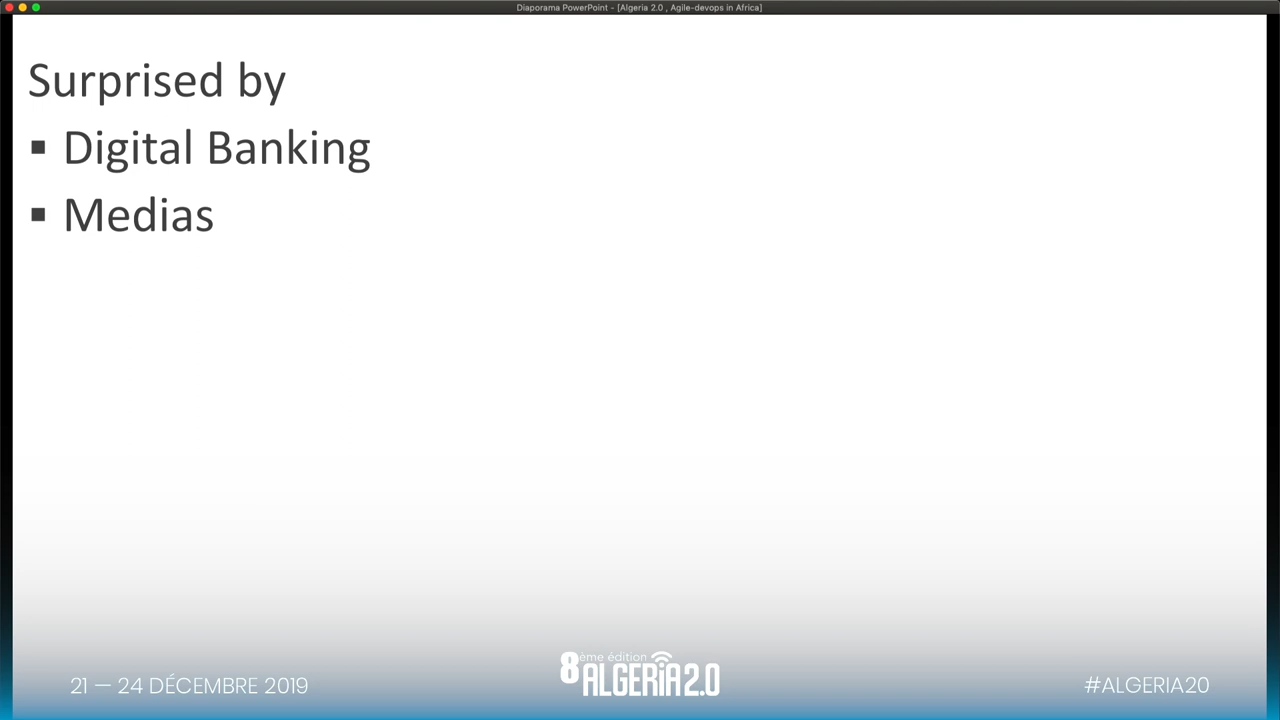 Diaporama PowerPoint - [Algeria 2.0 , Agile-devops in Africa]
Surprised by
▪ Digital Banking
▪ Medias
21 — 24 DÉCEMBRE 2019
8ème édition
ALGERiA2.0
#ALGERIA20